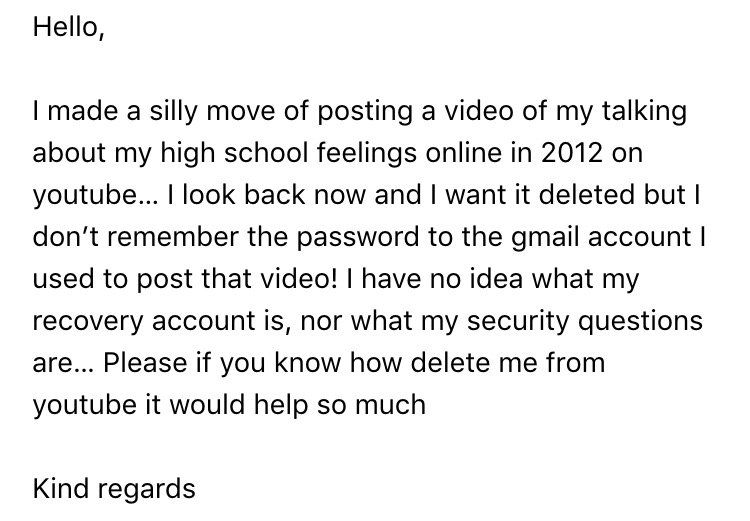 Hello,
I made a silly move of posting a video of my talking
about my high school feelings online in 2012 on
youtube... I look back now and I want it deleted but I
don’t remember the password to the gmail account I
used to post that video! I have no idea what my
recovery account is, nor what my security questions
are... Please if you know how delete me from
youtube it would help so much
Kind regards